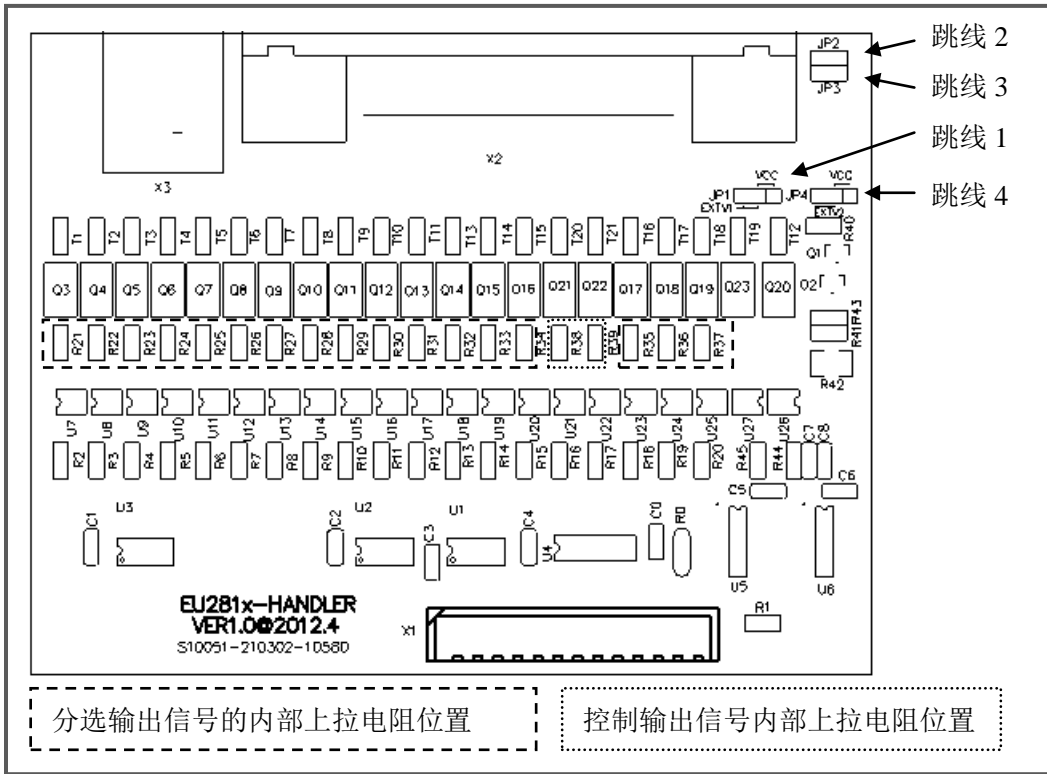 JP2
跳线 2
JP3
跳线 3
跳线 1
X2
X3
VCC
VCC
JP1
JP4
跳线 4
EXTV1
EXTV2
T1 T2 T3 T4 T5 T6 T7 T8 T9 T10 T11 T13 T14 T15 T20 T21 T16 T17 T18 T19 T12
R40
Q1
Q3 Q4 Q5 Q6 Q7 Q8 Q9 Q10 Q11 Q12 Q13 Q14 Q15 Q16 Q21 Q22 Q17 Q18 Q19 Q23 Q20 Q2
R21 R22 R23 R24 R25 R26 R27 R28 R29 R30 R31 R32 R33 R34 R38 R39 R35 R36 R37
R41 R43
R42
U7 U8 U9 U10 U11 U12 U13 U14 U15 U16 U17 U18 U19 U20 U21 U22 U23 U24 U25 U27 U26 C7 C8
R2 R3 R4 R5 R6 R7 R8 R9 R10 R11 R12 R13 R14 R15 R16 R17 R18 R19 R20 R45 R44
C5 C6
C1 U3 C2 U2 C3 U1 C4 U4 C0 R0
U5 U6
EU281x-HANDLER
VER1.0@2012.4
S10051-210302-10580
X1
R1
分选输出信号的内部上拉电阻位置
控制输出信号内部上拉电阻位置